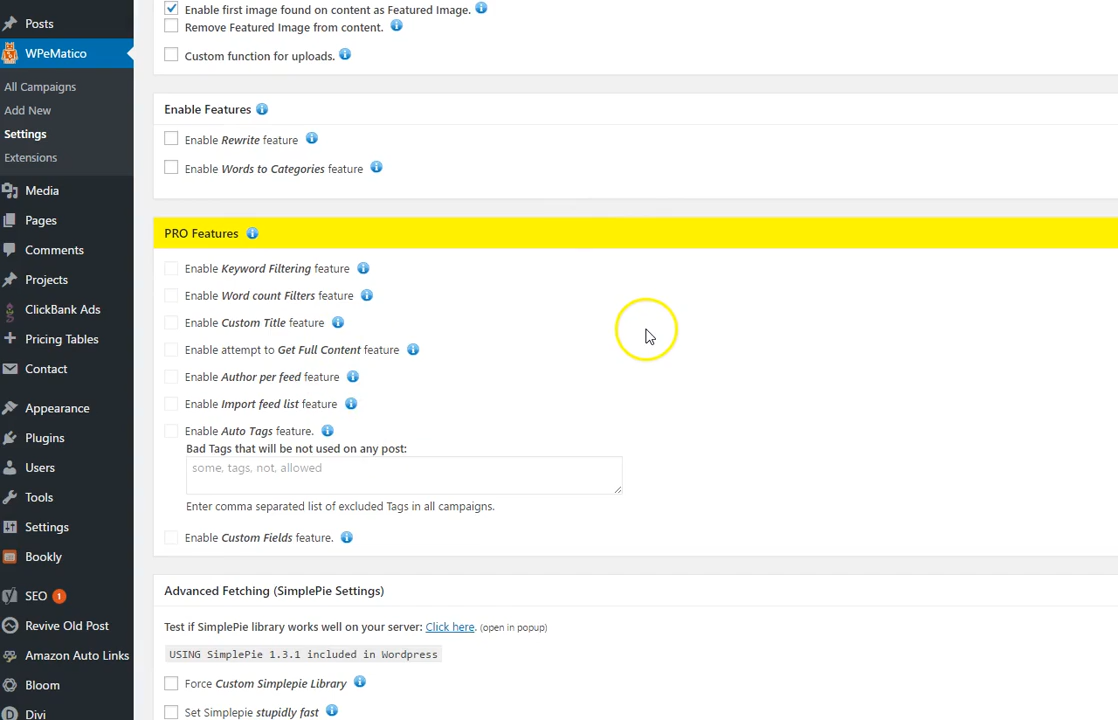 Posts
WPeMatico
All Campaigns
Add New
Settings
Extensions
Media
Pages
Comments
Projects
ClickBank Ads
Pricing Tables
Contact
Appearance
Plugins
Users
Tools
Settings
Bookly
SEO 1
Revive Old Post
Amazon Auto Links
Bloom
Divi
Enable first image found on content as Featured Image.
Remove Featured Image from content.
Custom function for uploads.
Enable Features
Enable Rewrite feature
Enable Words to Categories feature
PRO Features
Enable Keyword Filtering feature
Enable Word count Filters feature
Enable Custom Title feature
Enable attempt to Get Full Content feature
Enable Author per feed feature
Enable Import feed list feature
Enable Auto Tags feature.
Bad Tags that will be not used on any post:
some, tags, not, allowed
Enter comma separated list of excluded Tags in all campaigns.
Enable Custom Fields feature.
Advanced Fetching (SimplePie Settings)
Test if SimplePie library works well on your server: Click here. (open in popup)
USING SimplePie 1.3.1 included in Wordpress
Force Custom Simplepie Library
Set Simplepie stupidly fast